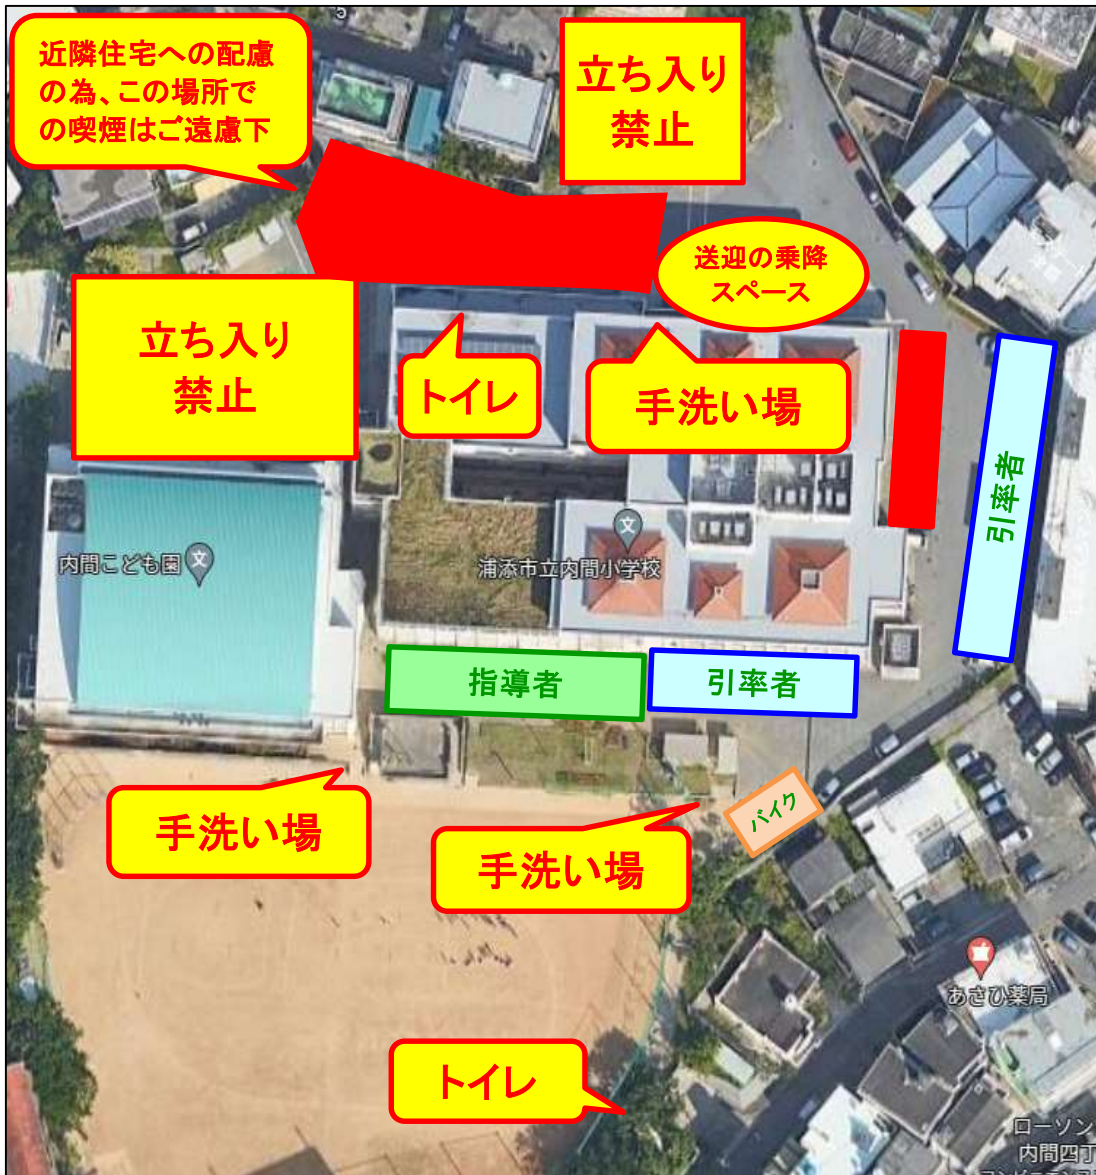 近隣住宅への配慮
の為、この場所で
の喫煙はご遠慮下
立ち入り
禁止
送迎の乗降
スペース
立ち入り
禁止
トイレ
手洗い場
引率者
内間こども園
浦添市立内間小学校
指導者
引率者
バイク
手洗い場
手洗い場
あさひ薬局
トイレ
ローソン
内間四丁